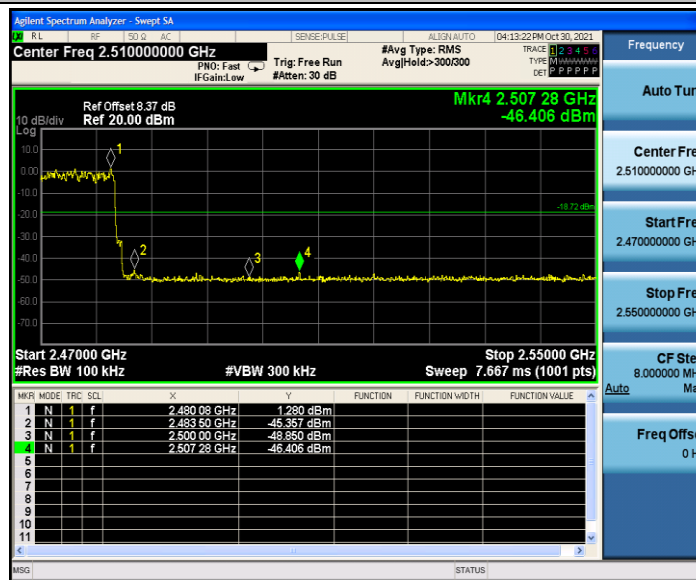 Agilent Spectrum Analyzer - Swept SA
LXI RL RF 50 Ω AC SENSE:PULSE ALIGN AUTO 04:13:22PM Oct 30, 2021
Center Freq 2.510000000 GHz #Avg Type: RMS TRACE 1 2 3 4 5 6
PNO: Fast Trig: Free Run Avg|Hold:>300/300 TYPE M
IFGain:Low #Atten: 30 dB DET P P P P P P
Mkr4 2.507 28 GHz
-46.406 dBm
Ref Offset 8.37 dB
10 dB/div Ref 20.00 dBm
Log
10.0
0.00
-10.0
-18.72 dBm
-20.0
-30.0
-40.0
-50.0
-60.0
-70.0
1
2
3
4
Start 2.47000 GHz Stop 2.55000 GHz
#Res BW 100 kHz #VBW 300 kHz Sweep 7.667 ms (1001 pts)
MKR MODE TRC SCL X Y FUNCTION FUNCTION WIDTH FUNCTION VALUE
1 N 1 f 2.480 08 GHz 1.280 dBm
2 N 1 f 2.483 50 GHz -45.357 dBm
3 N 1 f 2.500 00 GHz -48.850 dBm
4 N 1 f 2.507 28 GHz -46.406 dBm
5
6
7
8
9
10
11
MSG STATUS
Frequency
Auto Tun
Center Fre
2.510000000 GH
Start Fre
2.470000000 GH
Stop Fre
2.550000000 GH
CF Ste
8.000000 MH
Auto Ma
Freq Offs
0 H